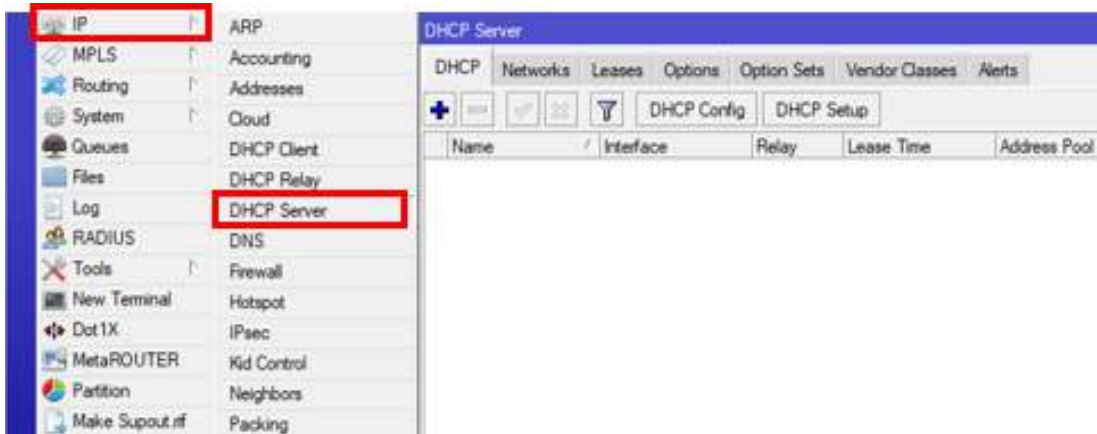 IP
MPLS
Routing
System
Queues
Files
Log
RADIUS
Tools
New Terminal
Dot1X
MetaROUTER
Partition
Make Supout.rif
ARP
Accounting
Addresses
Cloud
DHCP Client
DHCP Relay
DHCP Server
DNS
Firewall
Hotspot
IPsec
Kid Control
Neighbors
Packing
DHCP Server
DHCP Networks Leases Options Option Sets Vendor Classes Alerts
DHCP Config DHCP Setup
Name / Interface Relay Lease Time Address Pool